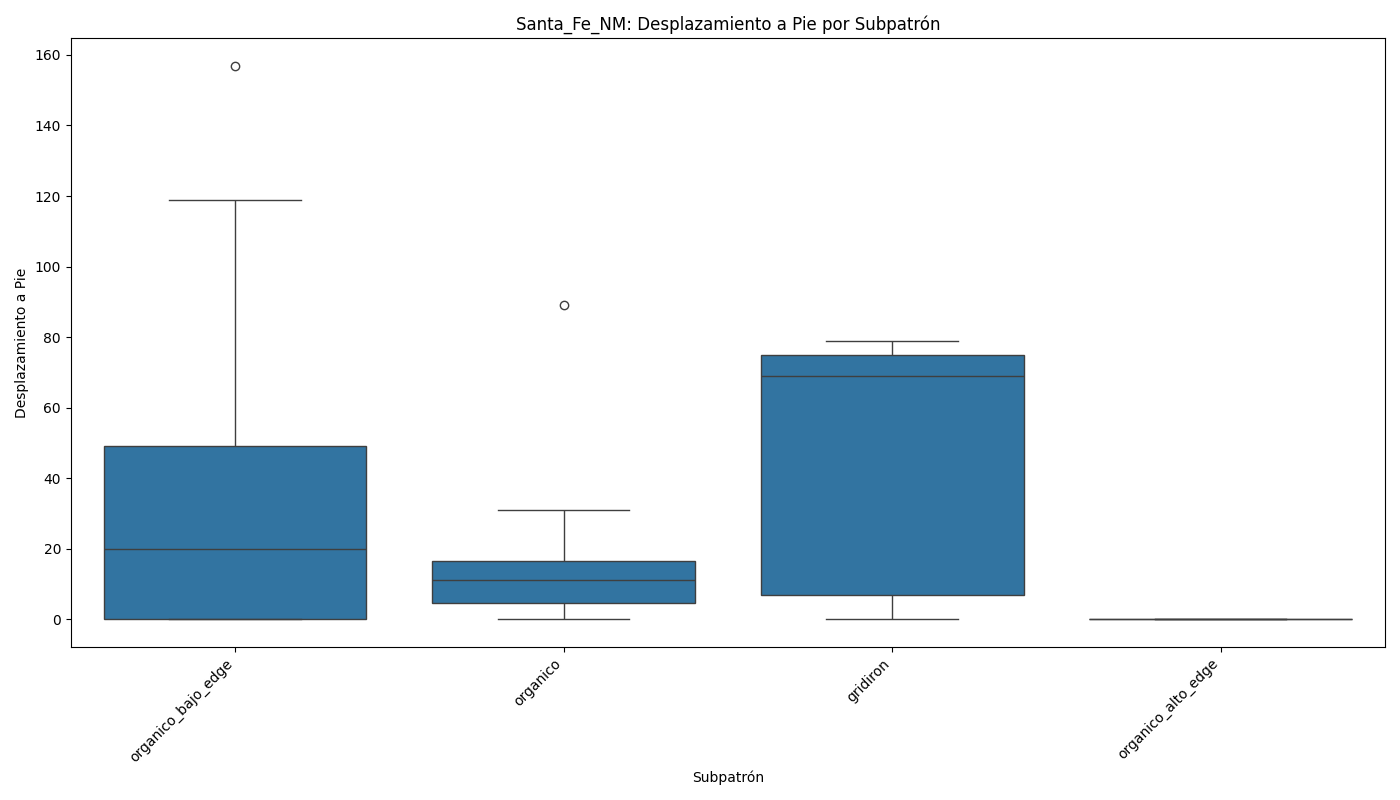 Santa_Fe_NM: Desplazamiento a Pie por Subpatrón
Desplazamiento a Pie
160
140
120
100
80
60
40
20
0
organico_bajo_edge
organico
gridiron
organico_alto_edge
Subpatrón